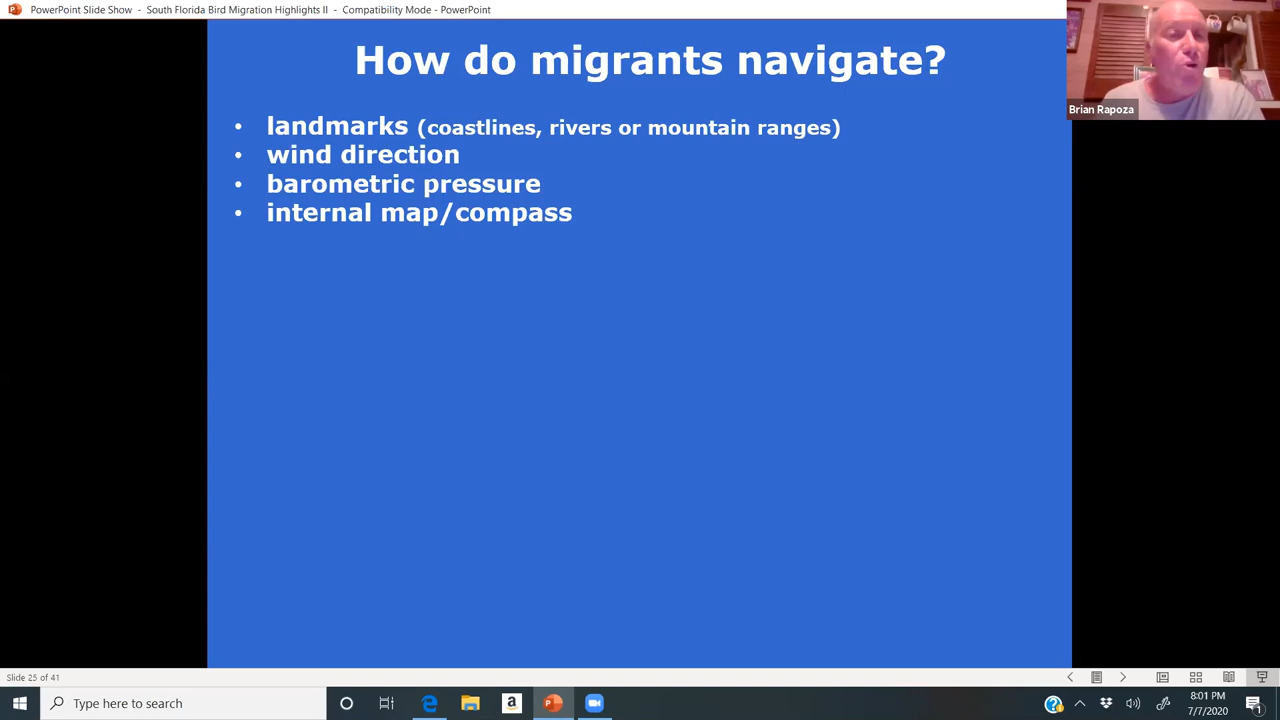 PowerPoint Slide Show - South Florida Bird Migration Highlights II - Compatibility Mode - PowerPoint
Brian Rapoza
How do migrants navigate?
• landmarks (coastlines, rivers or mountain ranges)
• wind direction
• barometric pressure
• internal map/compass
Slide 25 of 41
Type here to search
8:01 PM
7/7/2020